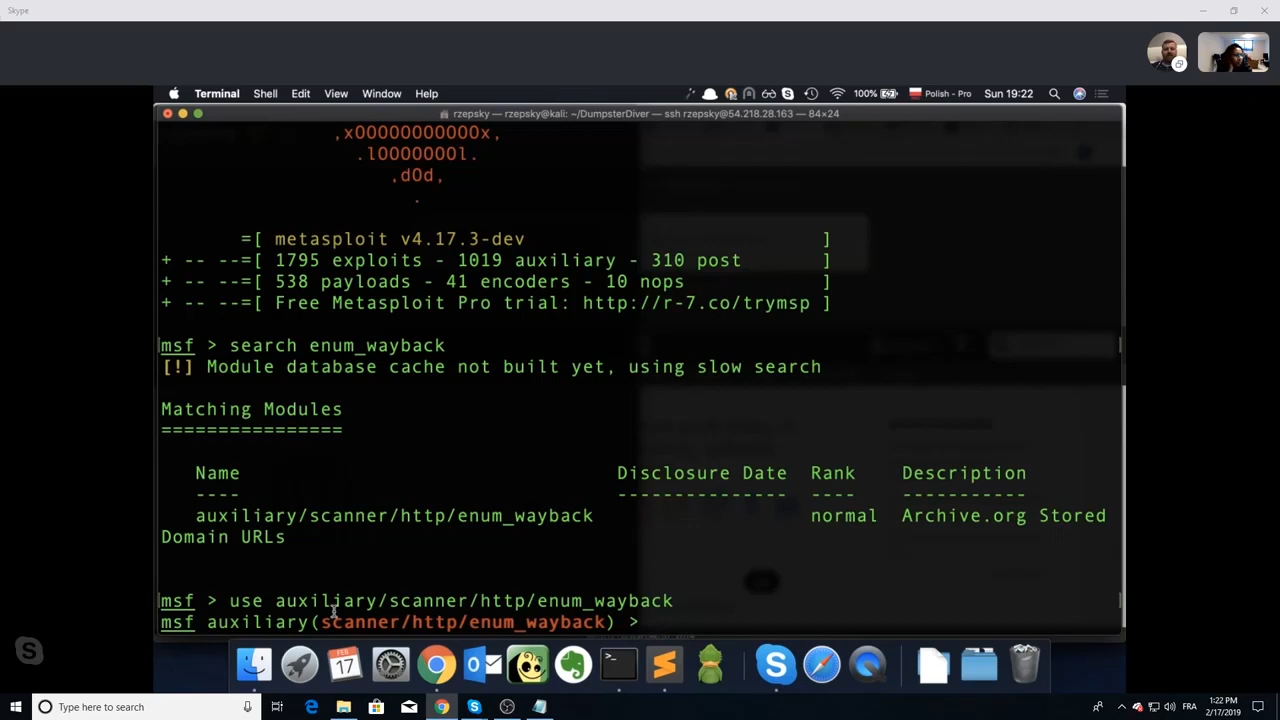 Skype
Terminal Shell Edit View Window Help 100% Polish - Pro Sun 19:22
rzepsky — rzepsky@kali: ~/DumpsterDiver — ssh rzepsky@54.218.28.163 — 84×24
,xOOOOOOOOOOOx,
.lOOOOOOOl.
,dOd,
.
=[ metasploit v4.17.3-dev ]
+ -- --=[ 1795 exploits - 1019 auxiliary - 310 post ]
+ -- --=[ 538 payloads - 41 encoders - 10 nops ]
+ -- --=[ Free Metasploit Pro trial: http://r-7.co/trymsp ]
msf > search enum_wayback
[!] Module database cache not built yet, using slow search
Matching Modules
================
Name Disclosure Date Rank Description
---- --------------- ---- -----------
auxiliary/scanner/http/enum_wayback normal Archive.org Stored
Domain URLs
msf > use auxiliary/scanner/http/enum_wayback
msf auxiliary(scanner/http/enum_wayback) >
FEB
17
Type here to search
FRA
1:22 PM
2/17/2019